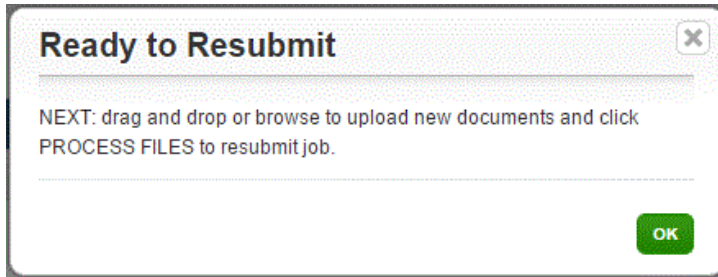 Ready to Resubmit
NEXT: drag and drop or browse to upload new documents and click
PROCESS FILES to resubmit job.
OK